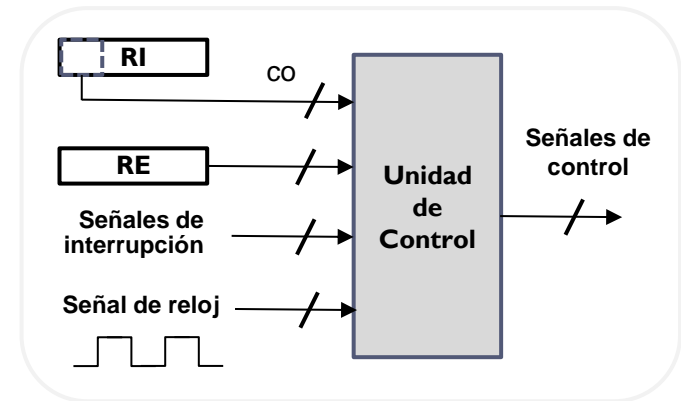 RI
CO
RE
Señales de
interrupción
Señal de reloj
Unidad
de
Control
Señales de
control